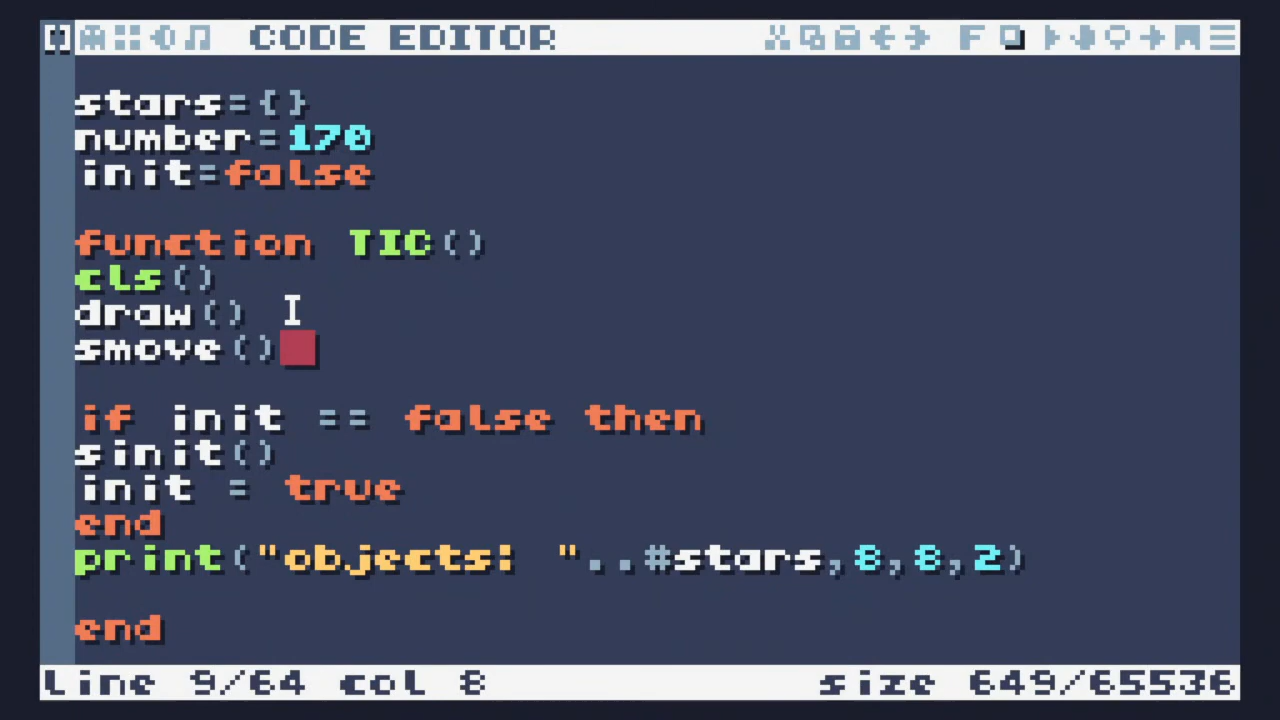 CODE EDITOR
stars={}
number=170
init=false
function TIC()
cls()
draw()
smove()
if init == false then
sinit()
init = true
end
print("objects: "..#stars,8,8,2)
end
line 9/64 col 8 size 649/65536